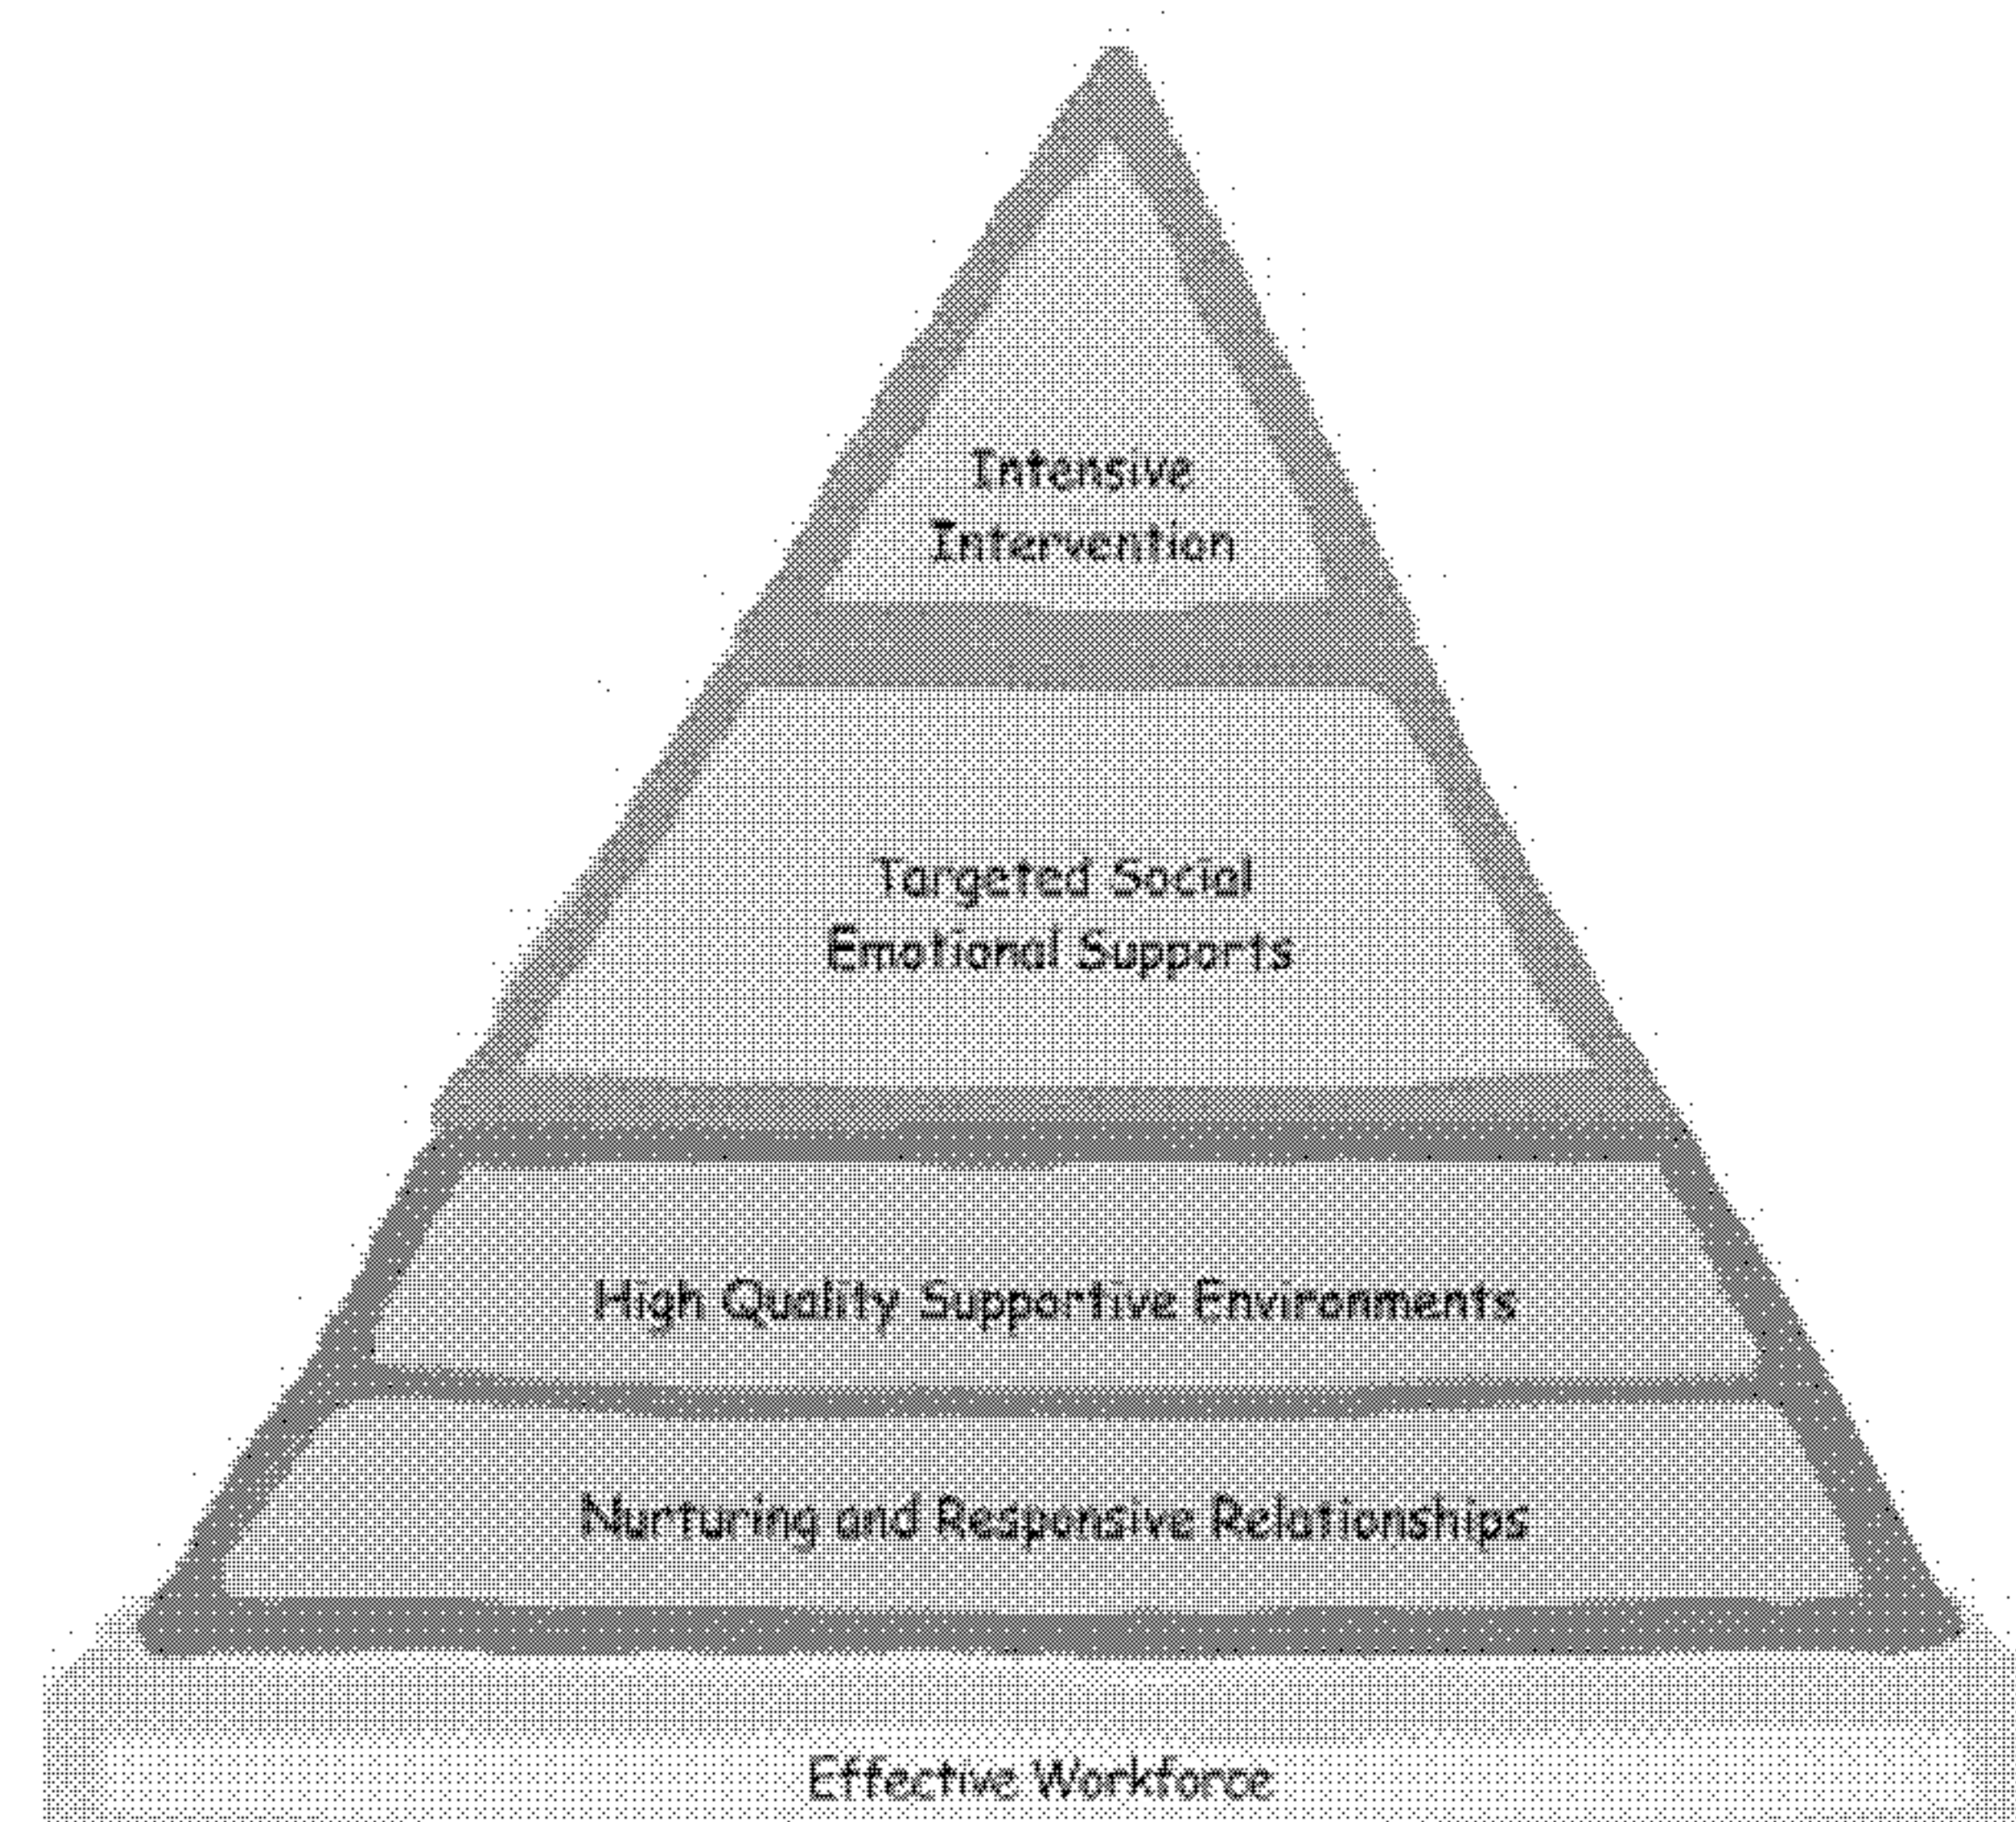 Intensive
Intervention
Targeted Social
Emotional Supports
High Quality Supportive Environments
Nurturing and Responsive Relationships
Effective Workforce